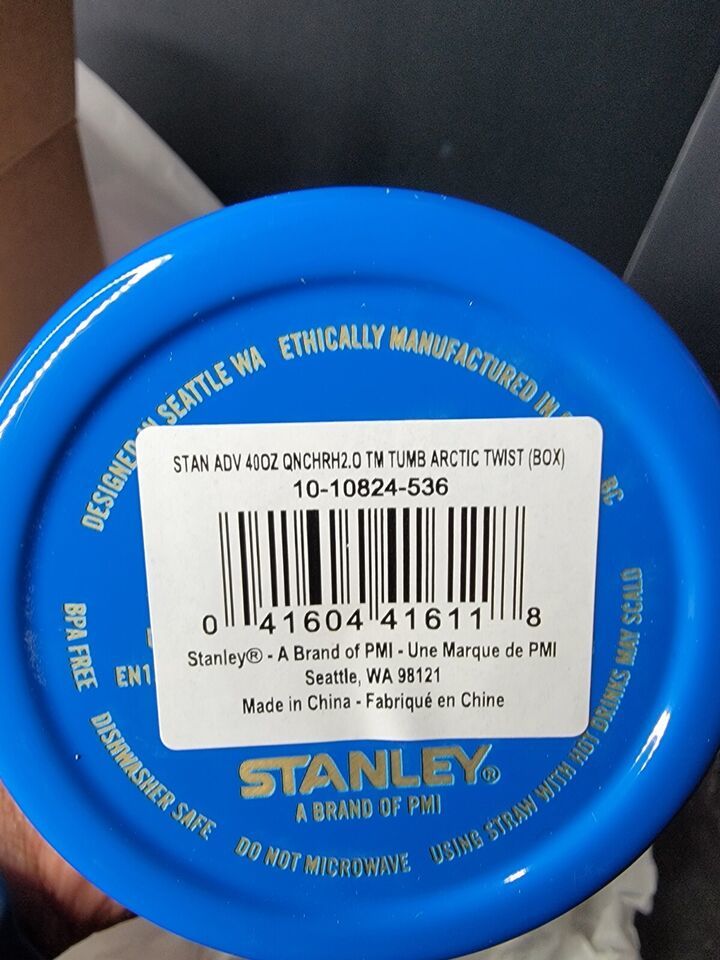 DESIGNED IN SEATTLE WA ETHICALLY MANUFACTURED IN
STAN ADV 40OZ QNCHRH2.0 TM TUMB ARCTIC TWIST (BOX)
10-10824-536
0 41604 41611 8
Stanley® - A Brand of PMI - Une Marque de PMI
Seattle, WA 98121
Made in China - Fabriqué en Chine
BPA FREE
EN1
DISHWASHER SAFE
DO NOT MICROWAVE
USING STRAW WITH HOT DRINKS MAY SCALD
STANLEY®
A BRAND OF PMI